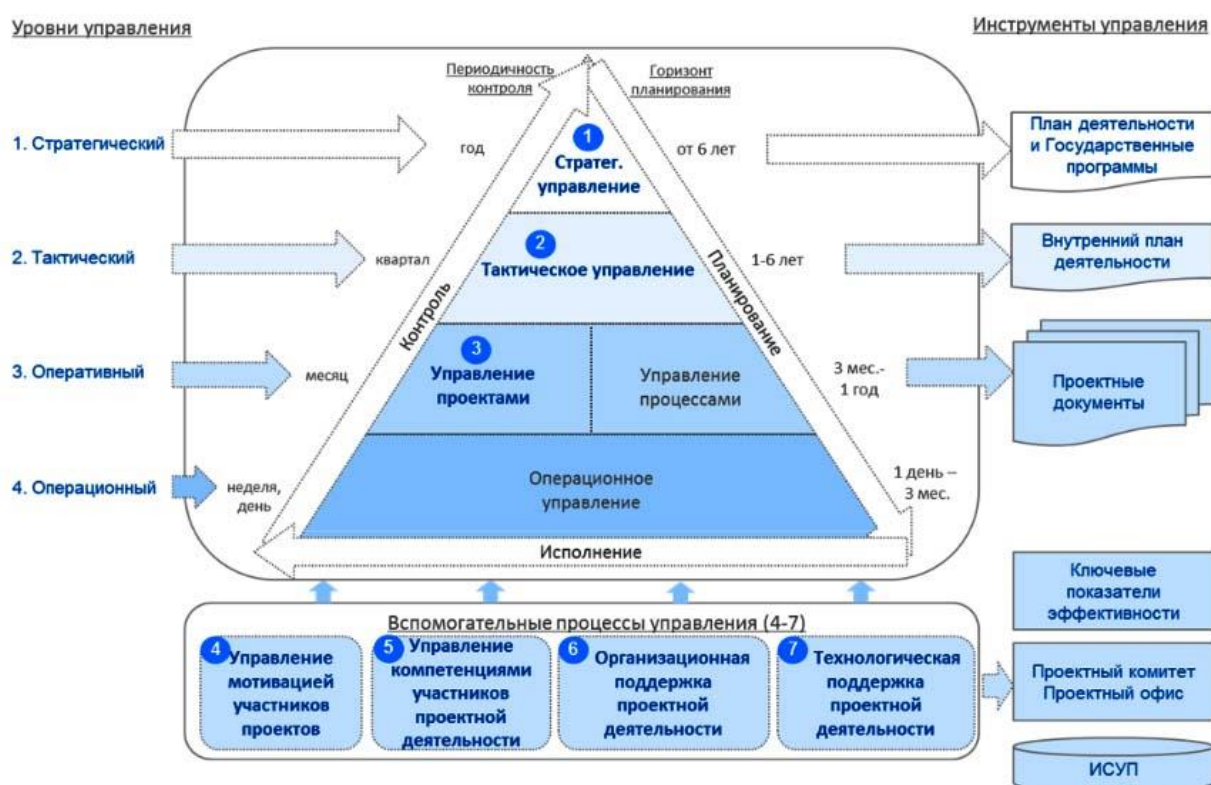 Уровни управления
Инструменты управления
Периодичность
контроля
Горизонт
планирования
1. Стратегический
год
1
Стратег.
управление
от 6 лет
План деятельности
и Государственные
программы
2. Тактический
квартал
2
Тактическое управление
1-6 лет
Внутренний план
деятельности
Контроль
Планирование
3. Оперативный
месяц
3
Управление
проектами
Управление
процессами
3 мес.-
1 год
Проектные
документы
4. Операционный
неделя,
день
Операционное
управление
1 день –
3 мес.
Исполнение
Вспомогательные процессы управления (4-7)
4
Управление
мотивацией
участников
проектов
5
Управление
компетенциями
участников
проектной
деятельности
6
Организационная
поддержка
проектной
деятельности
7
Технологическая
поддержка
проектной
деятельности
Ключевые
показатели
эффективности
Проектный комитет
Проектный офис
ИСУП